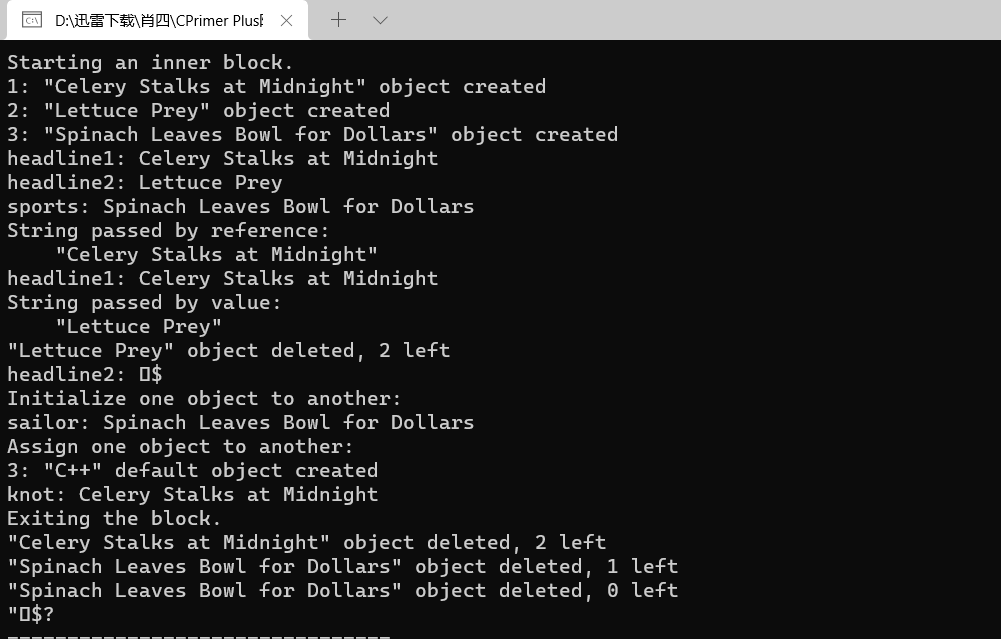 D:\迅雷下载\肖四\CPrimer Plus
Starting an inner block.
1: "Celery Stalks at Midnight" object created
2: "Lettuce Prey" object created
3: "Spinach Leaves Bowl for Dollars" object created
headline1: Celery Stalks at Midnight
headline2: Lettuce Prey
sports: Spinach Leaves Bowl for Dollars
String passed by reference:
    "Celery Stalks at Midnight"
headline1: Celery Stalks at Midnight
String passed by value:
    "Lettuce Prey"
"Lettuce Prey" object deleted, 2 left
headline2: $
Initialize one object to another:
sailor: Spinach Leaves Bowl for Dollars
Assign one object to another:
3: "C++" default object created
knot: Celery Stalks at Midnight
Exiting the block.
"Celery Stalks at Midnight" object deleted, 2 left
"Spinach Leaves Bowl for Dollars" object deleted, 1 left
"Spinach Leaves Bowl for Dollars" object deleted, 0 left
"$?
--------------------------------